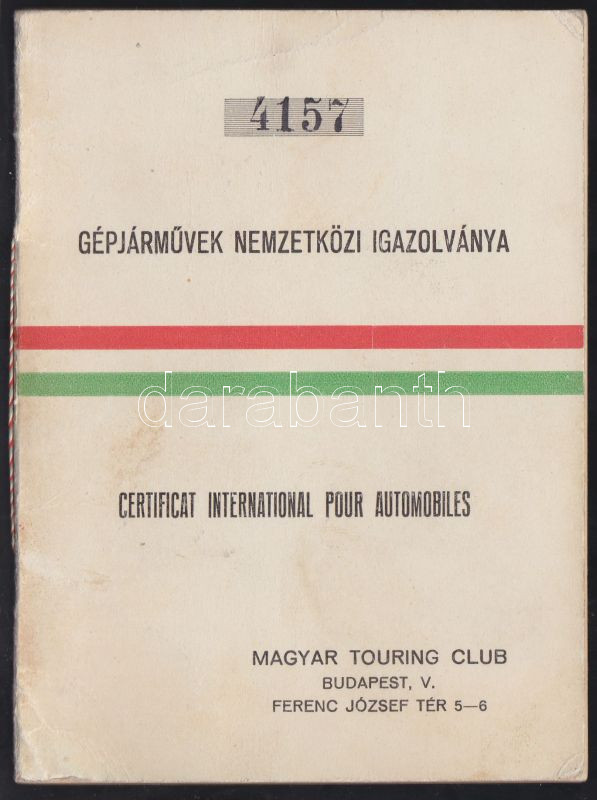 4157
GÉPJÁRMŰVEK NEMZETKÖZI IGAZOLVÁNYA
darabanth
CERTIFICAT INTERNATIONAL POUR AUTOMOBILES
MAGYAR TOURING CLUB
BUDAPEST, V.
FERENC JÓZSEF TÉR 5—6